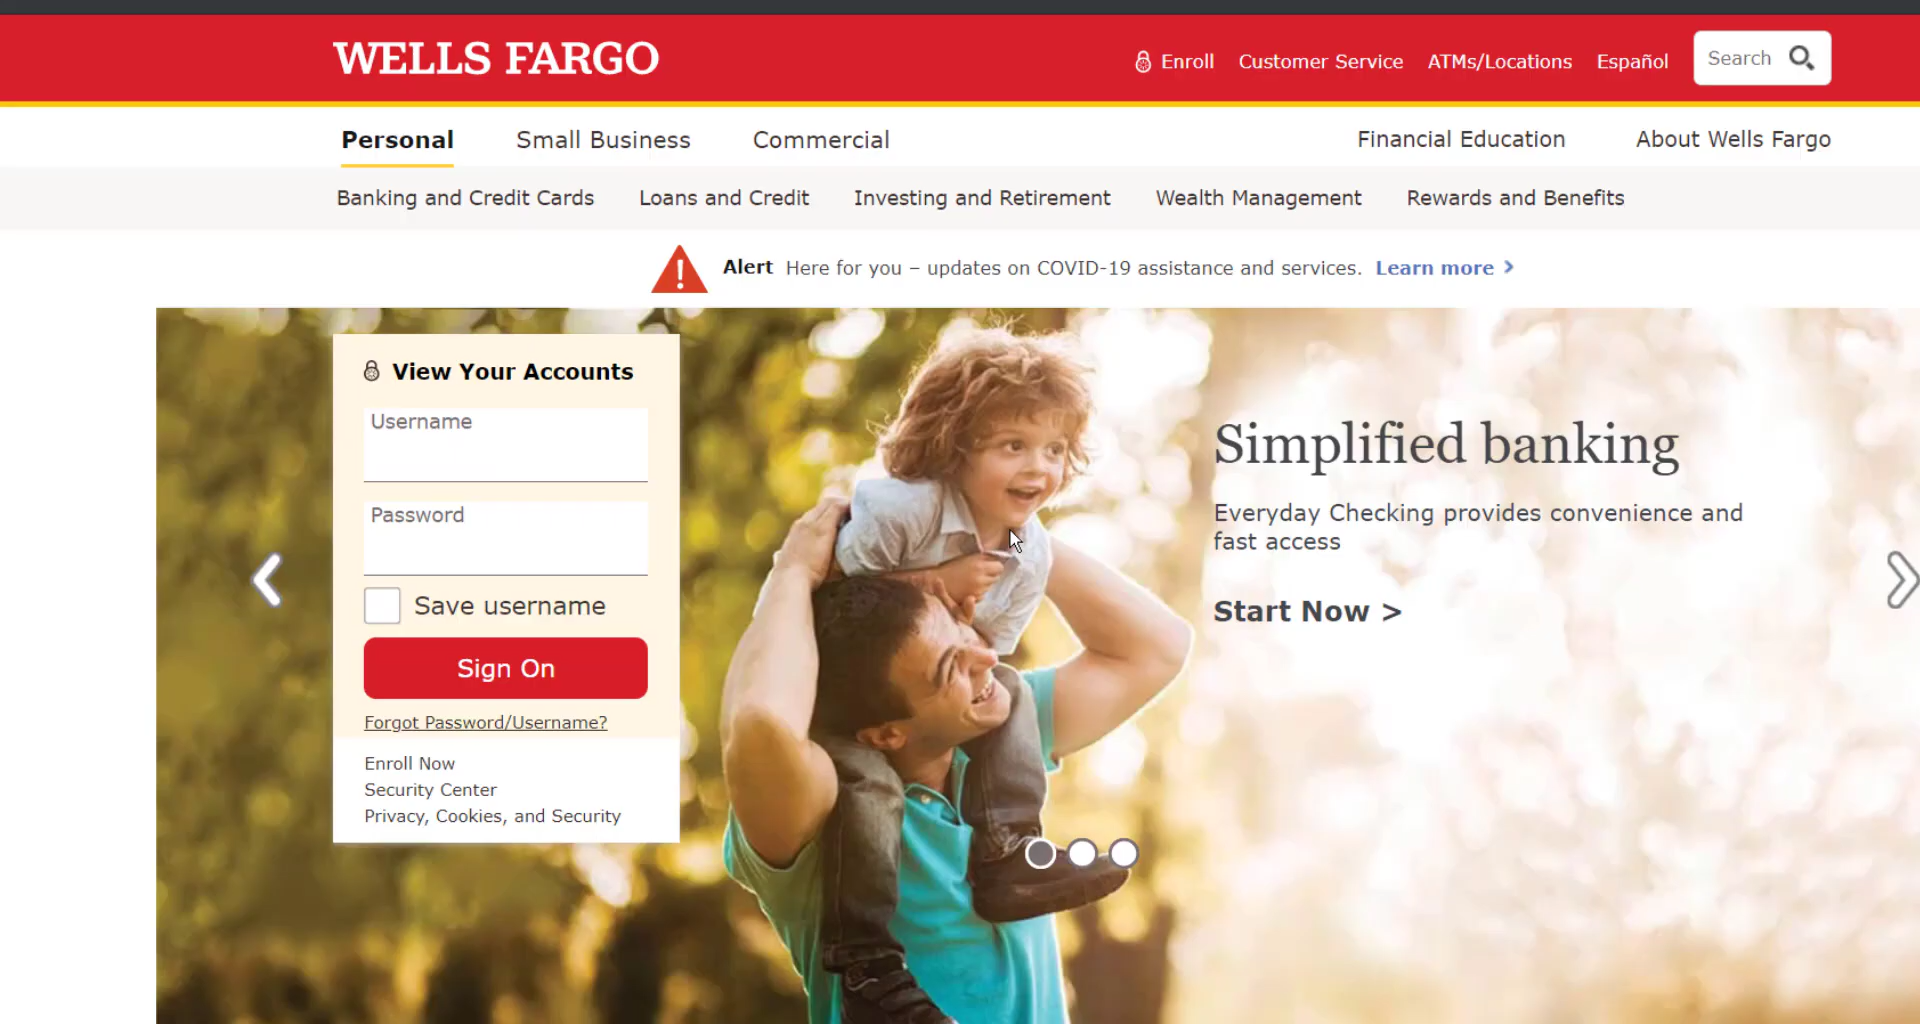 WELLS FARGO
Enroll Customer Service ATMs/Locations Español Search
Personal Small Business Commercial Financial Education About Wells Fargo
Banking and Credit Cards Loans and Credit Investing and Retirement Wealth Management Rewards and Benefits
Alert Here for you – updates on COVID-19 assistance and services. Learn more
View Your Accounts
Username
Password
Save username
Sign On
Forgot Password/Username?
Enroll Now
Security Center
Privacy, Cookies, and Security
Simplified banking
Everyday Checking provides convenience and
fast access
Start Now >